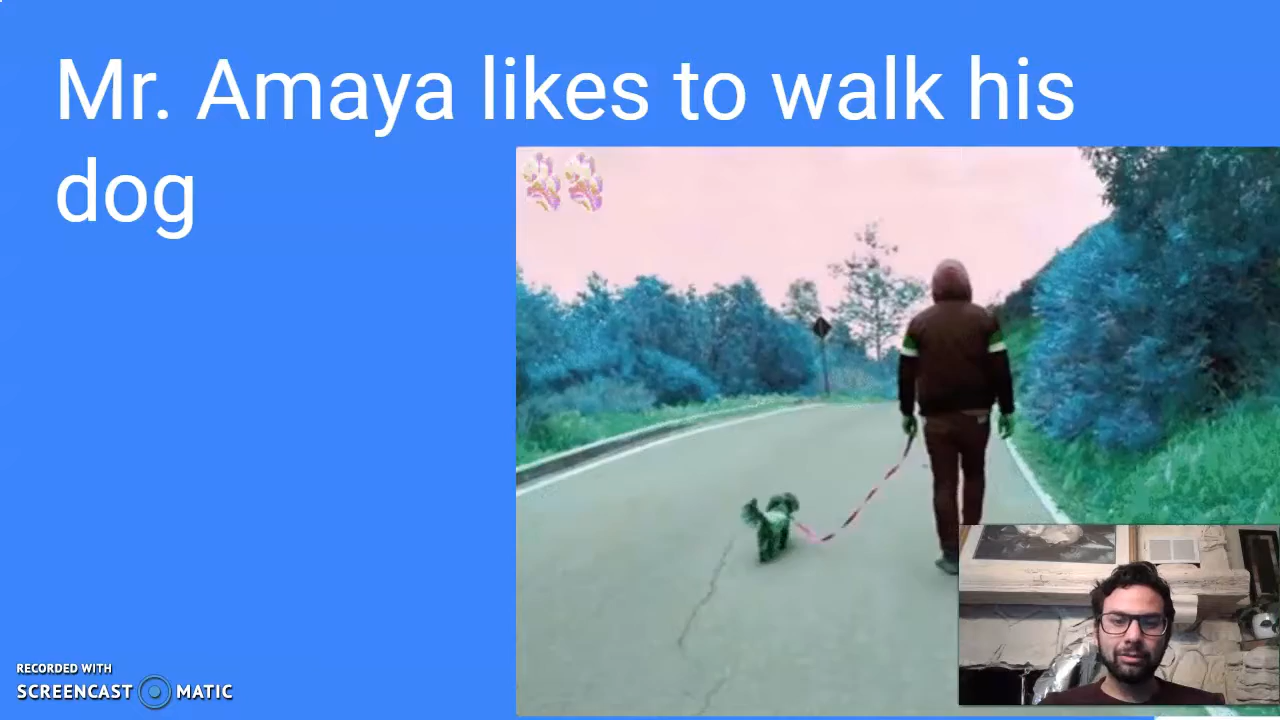 Mr. Amaya likes to walk his
dog
RECORDED WITH
SCREENCAST MATIC